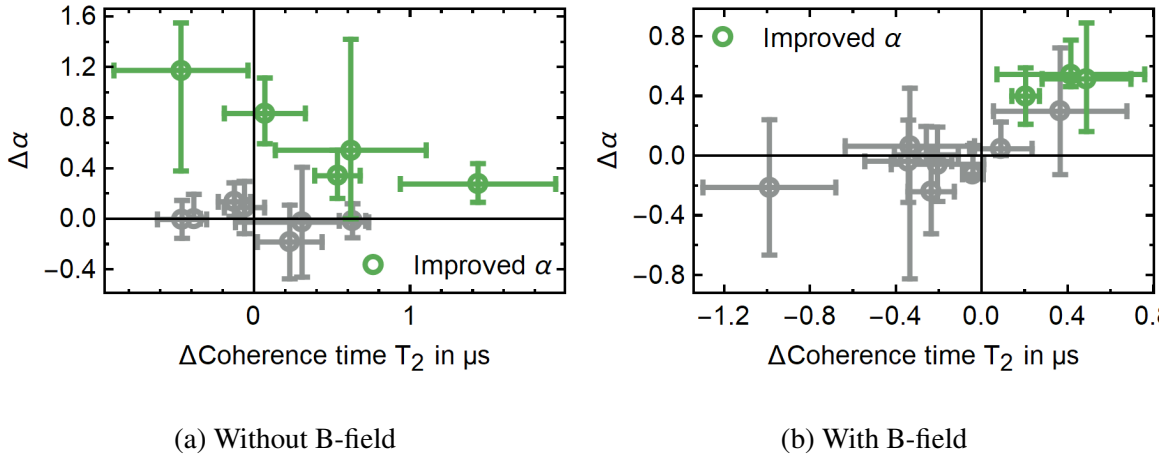 1.6
1.2
0.8
0.4
0.0
−0.4
Δα
Improved α
0
1
ΔCoherence time T₂ in μs
(a) Without B-field
0.8
0.4
0.0
−0.4
−0.8
Δα
Improved α
−1.2
−0.8
−0.4
0.0
0.4
0.8
ΔCoherence time T₂ in μs
(b) With B-field